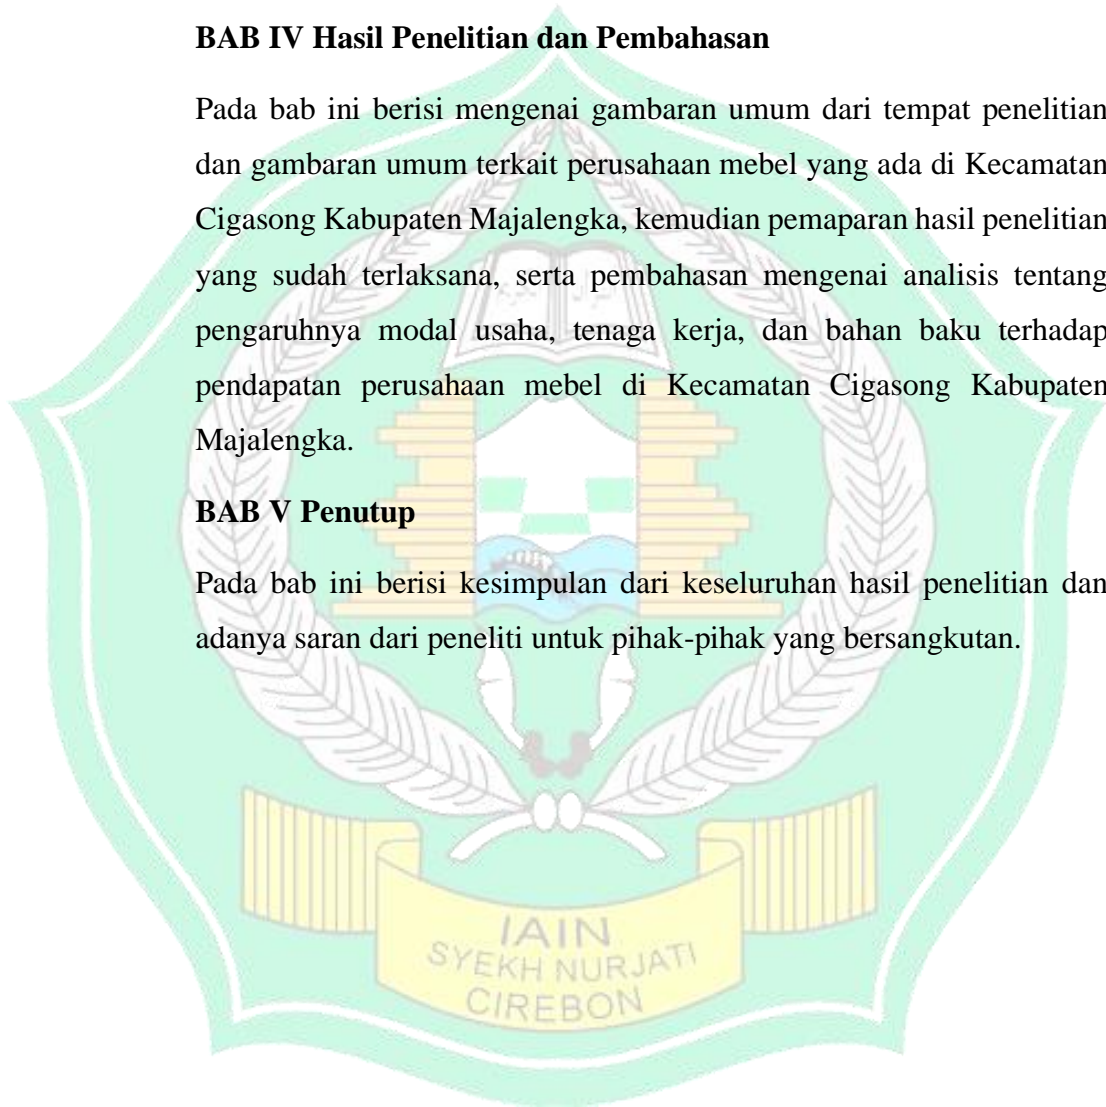 BAB IV Hasil Penelitian dan Pembahasan
Pada bab ini berisi mengenai gambaran umum dari tempat penelitian
dan gambaran umum terkait perusahaan mebel yang ada di Kecamatan
Cigasong Kabupaten Majalengka, kemudian pemaparan hasil penelitian
yang sudah terlaksana, serta pembahasan mengenai analisis tentang
pengaruhnya modal usaha, tenaga kerja, dan bahan baku terhadap
pendapatan perusahaan mebel di Kecamatan Cigasong Kabupaten
Majalengka.
BAB V Penutup
Pada bab ini berisi kesimpulan dari keseluruhan hasil penelitian dan
adanya saran dari peneliti untuk pihak-pihak yang bersangkutan.
IAIN
SYEKH NURJATI
CIREBON